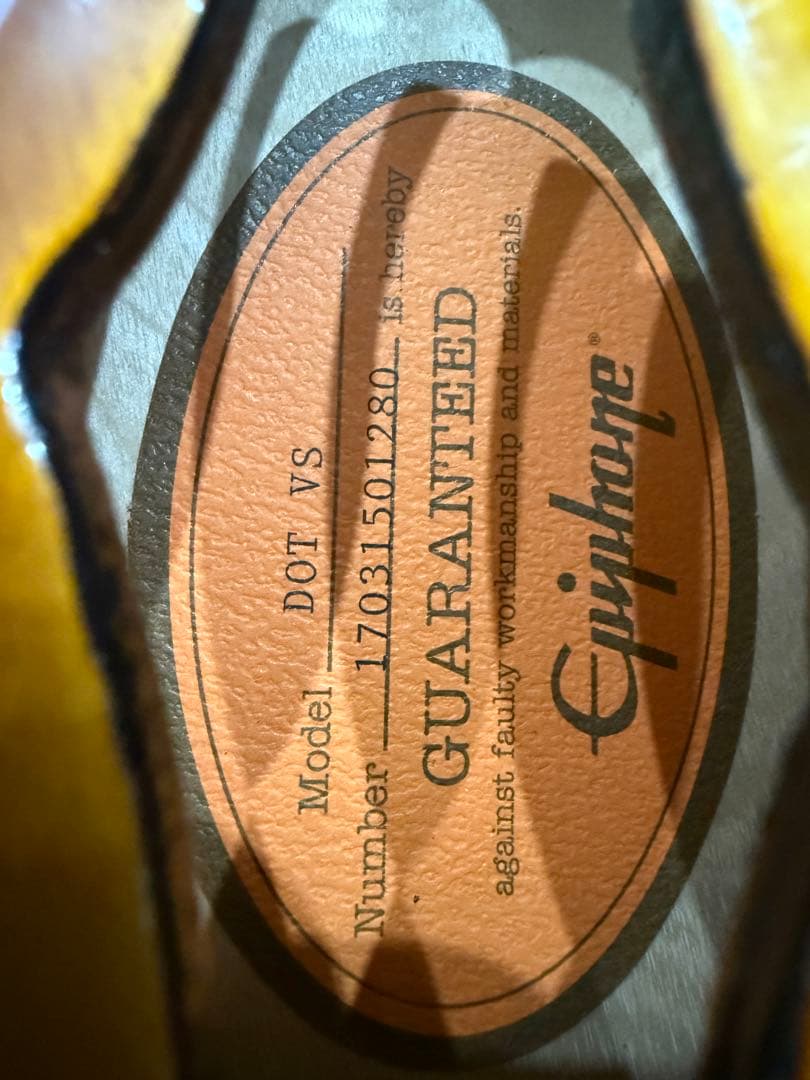 Model DOT VS
Number 17031501280 is hereby
GUARANTEED
against faulty workmanship and materials.
Epiphone®